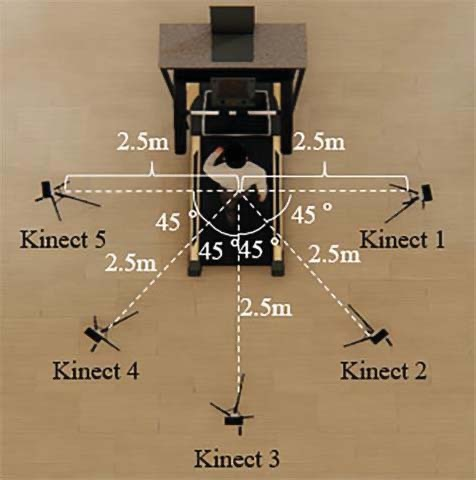 2.5m 2.5m
45° 45°
Kinect 5 Kinect 1
45° 45°
2.5m 2.5m
2.5m
Kinect 4 Kinect 2
Kinect 3